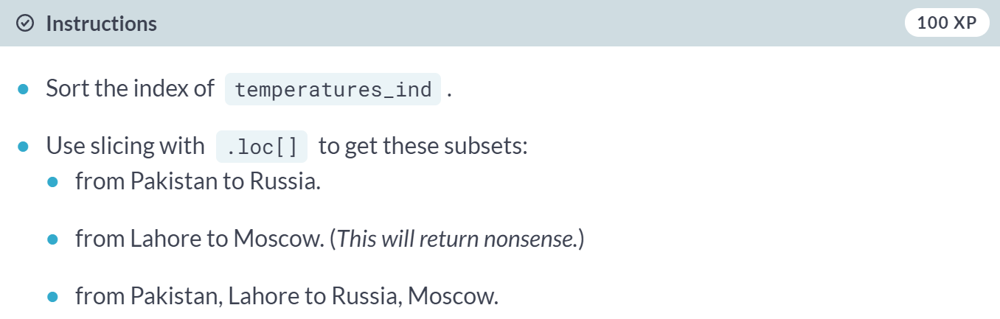 Instructions
100 XP
Sort the index of temperatures_ind .
Use slicing with .loc[] to get these subsets:
from Pakistan to Russia.
from Lahore to Moscow. (This will return nonsense.)
from Pakistan, Lahore to Russia, Moscow.